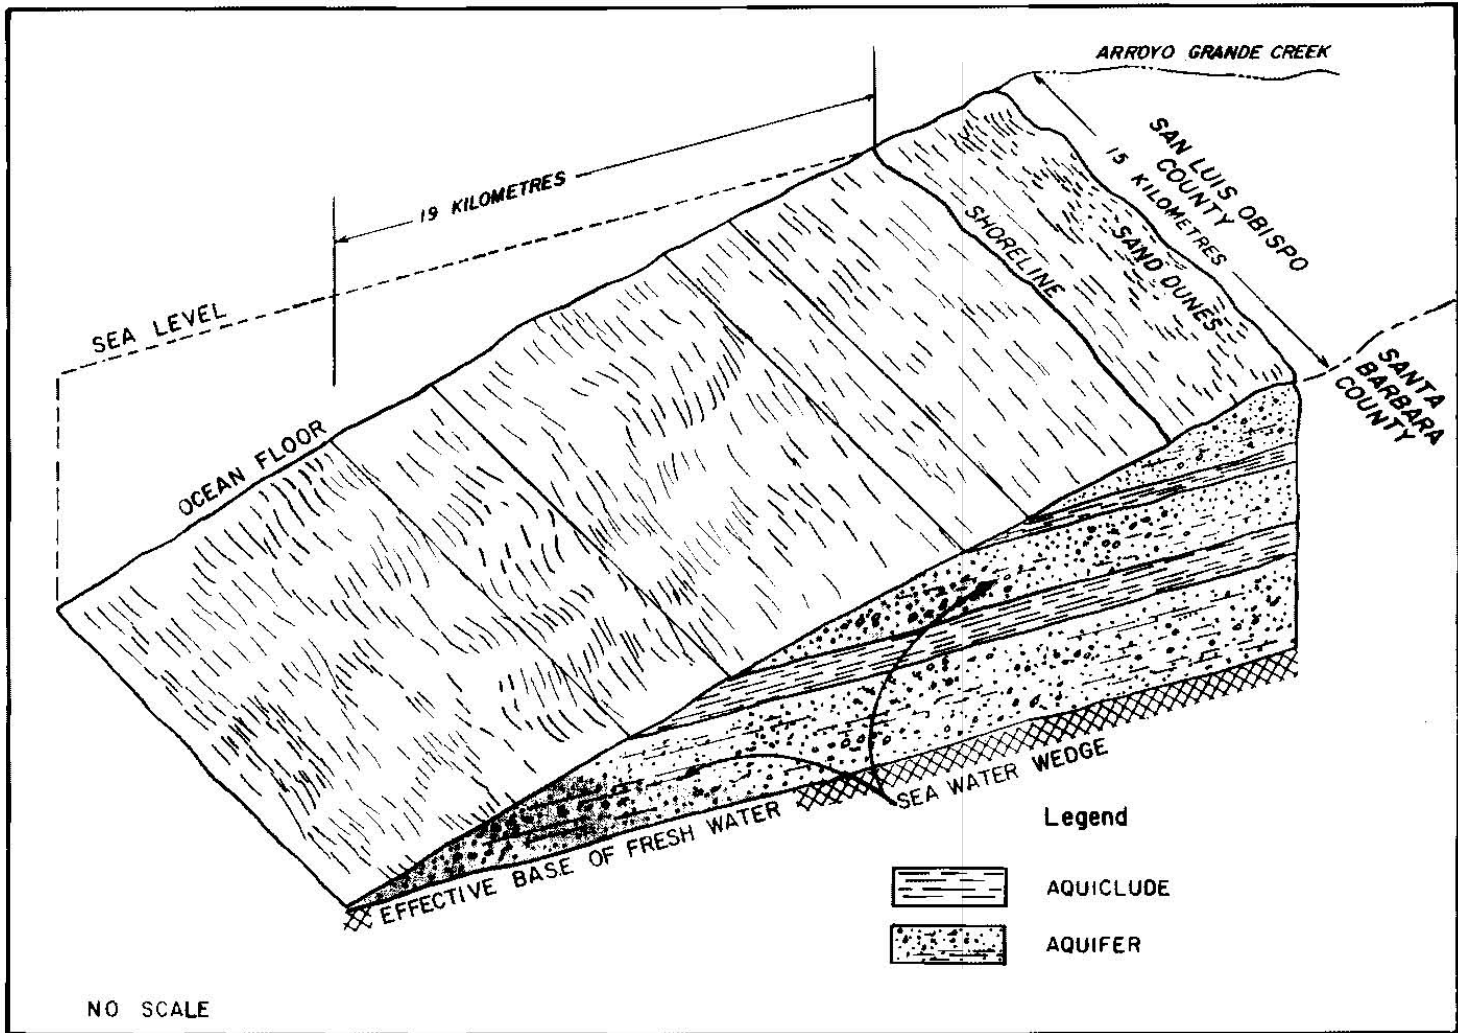 ARROYO GRANDE CREEK
SAN LUIS OBISPO
COUNTY
15 KILOMETRES
19 KILOMETRES
SHORELINE
SAND DUNES
SEA LEVEL
SANTA
BARBARA
COUNTY
OCEAN FLOOR
SEA WATER WEDGE
EFFECTIVE BASE OF FRESH WATER
Legend
AQUICLUDE
AQUIFER
NO SCALE